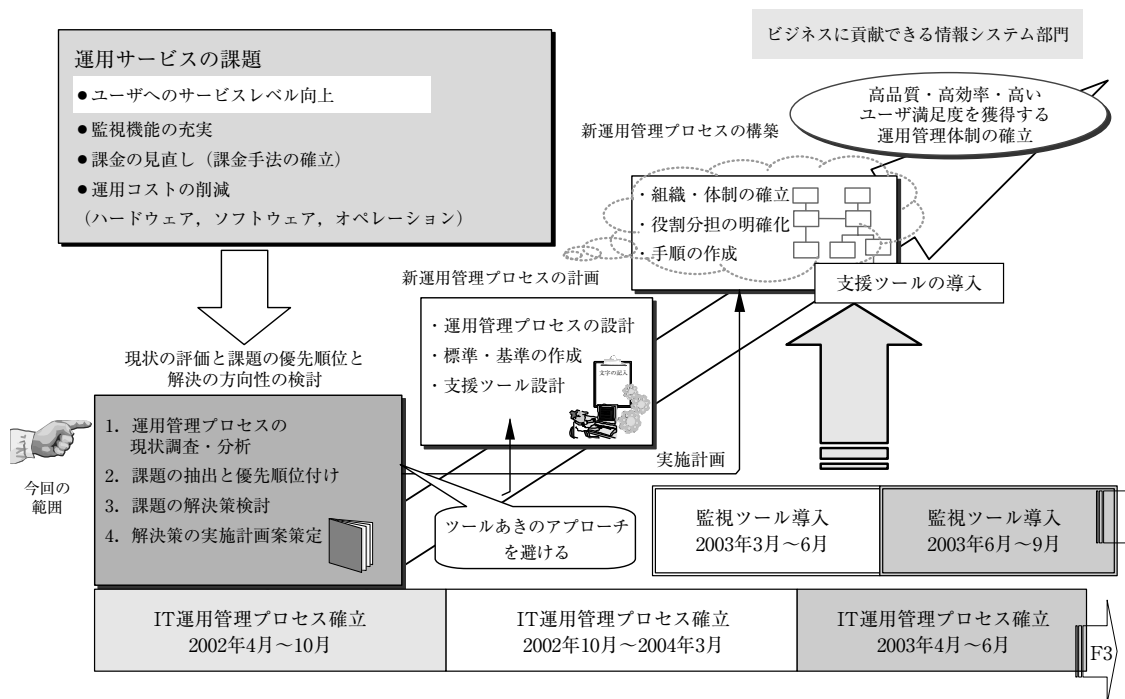 ビジネスに貢献できる情報システム部門
運用サービスの課題
●ユーザへのサービスレベル向上
●監視機能の充実
●課金の見直し（課金手法の確立）
●運用コストの削減
（ハードウェア，ソフトウェア，オペレーション）
高品質・高効率・高い
ユーザ満足度を獲得する
運用管理体制の確立
新運用管理プロセスの構築
・組織・体制の確立
・役割分担の明確化
・手順の作成
支援ツールの導入
新運用管理プロセスの計画
・運用管理プロセスの設計
・標準・基準の作成
・支援ツール設計
文字の記入
現状の評価と課題の優先順位と
解決の方向性の検討
1．運用管理プロセスの
現状調査・分析
2．課題の抽出と優先順位付け
3．課題の解決策検討
4．解決策の実施計画案策定
今回の
範囲
実施計画
ツールあきのアプローチ
を避ける
監視ツール導入
2003年3月～6月
監視ツール導入
2003年6月～9月
IT運用管理プロセス確立
2002年4月～10月
IT運用管理プロセス確立
2002年10月～2004年3月
IT運用管理プロセス確立
2003年4月～6月
F3